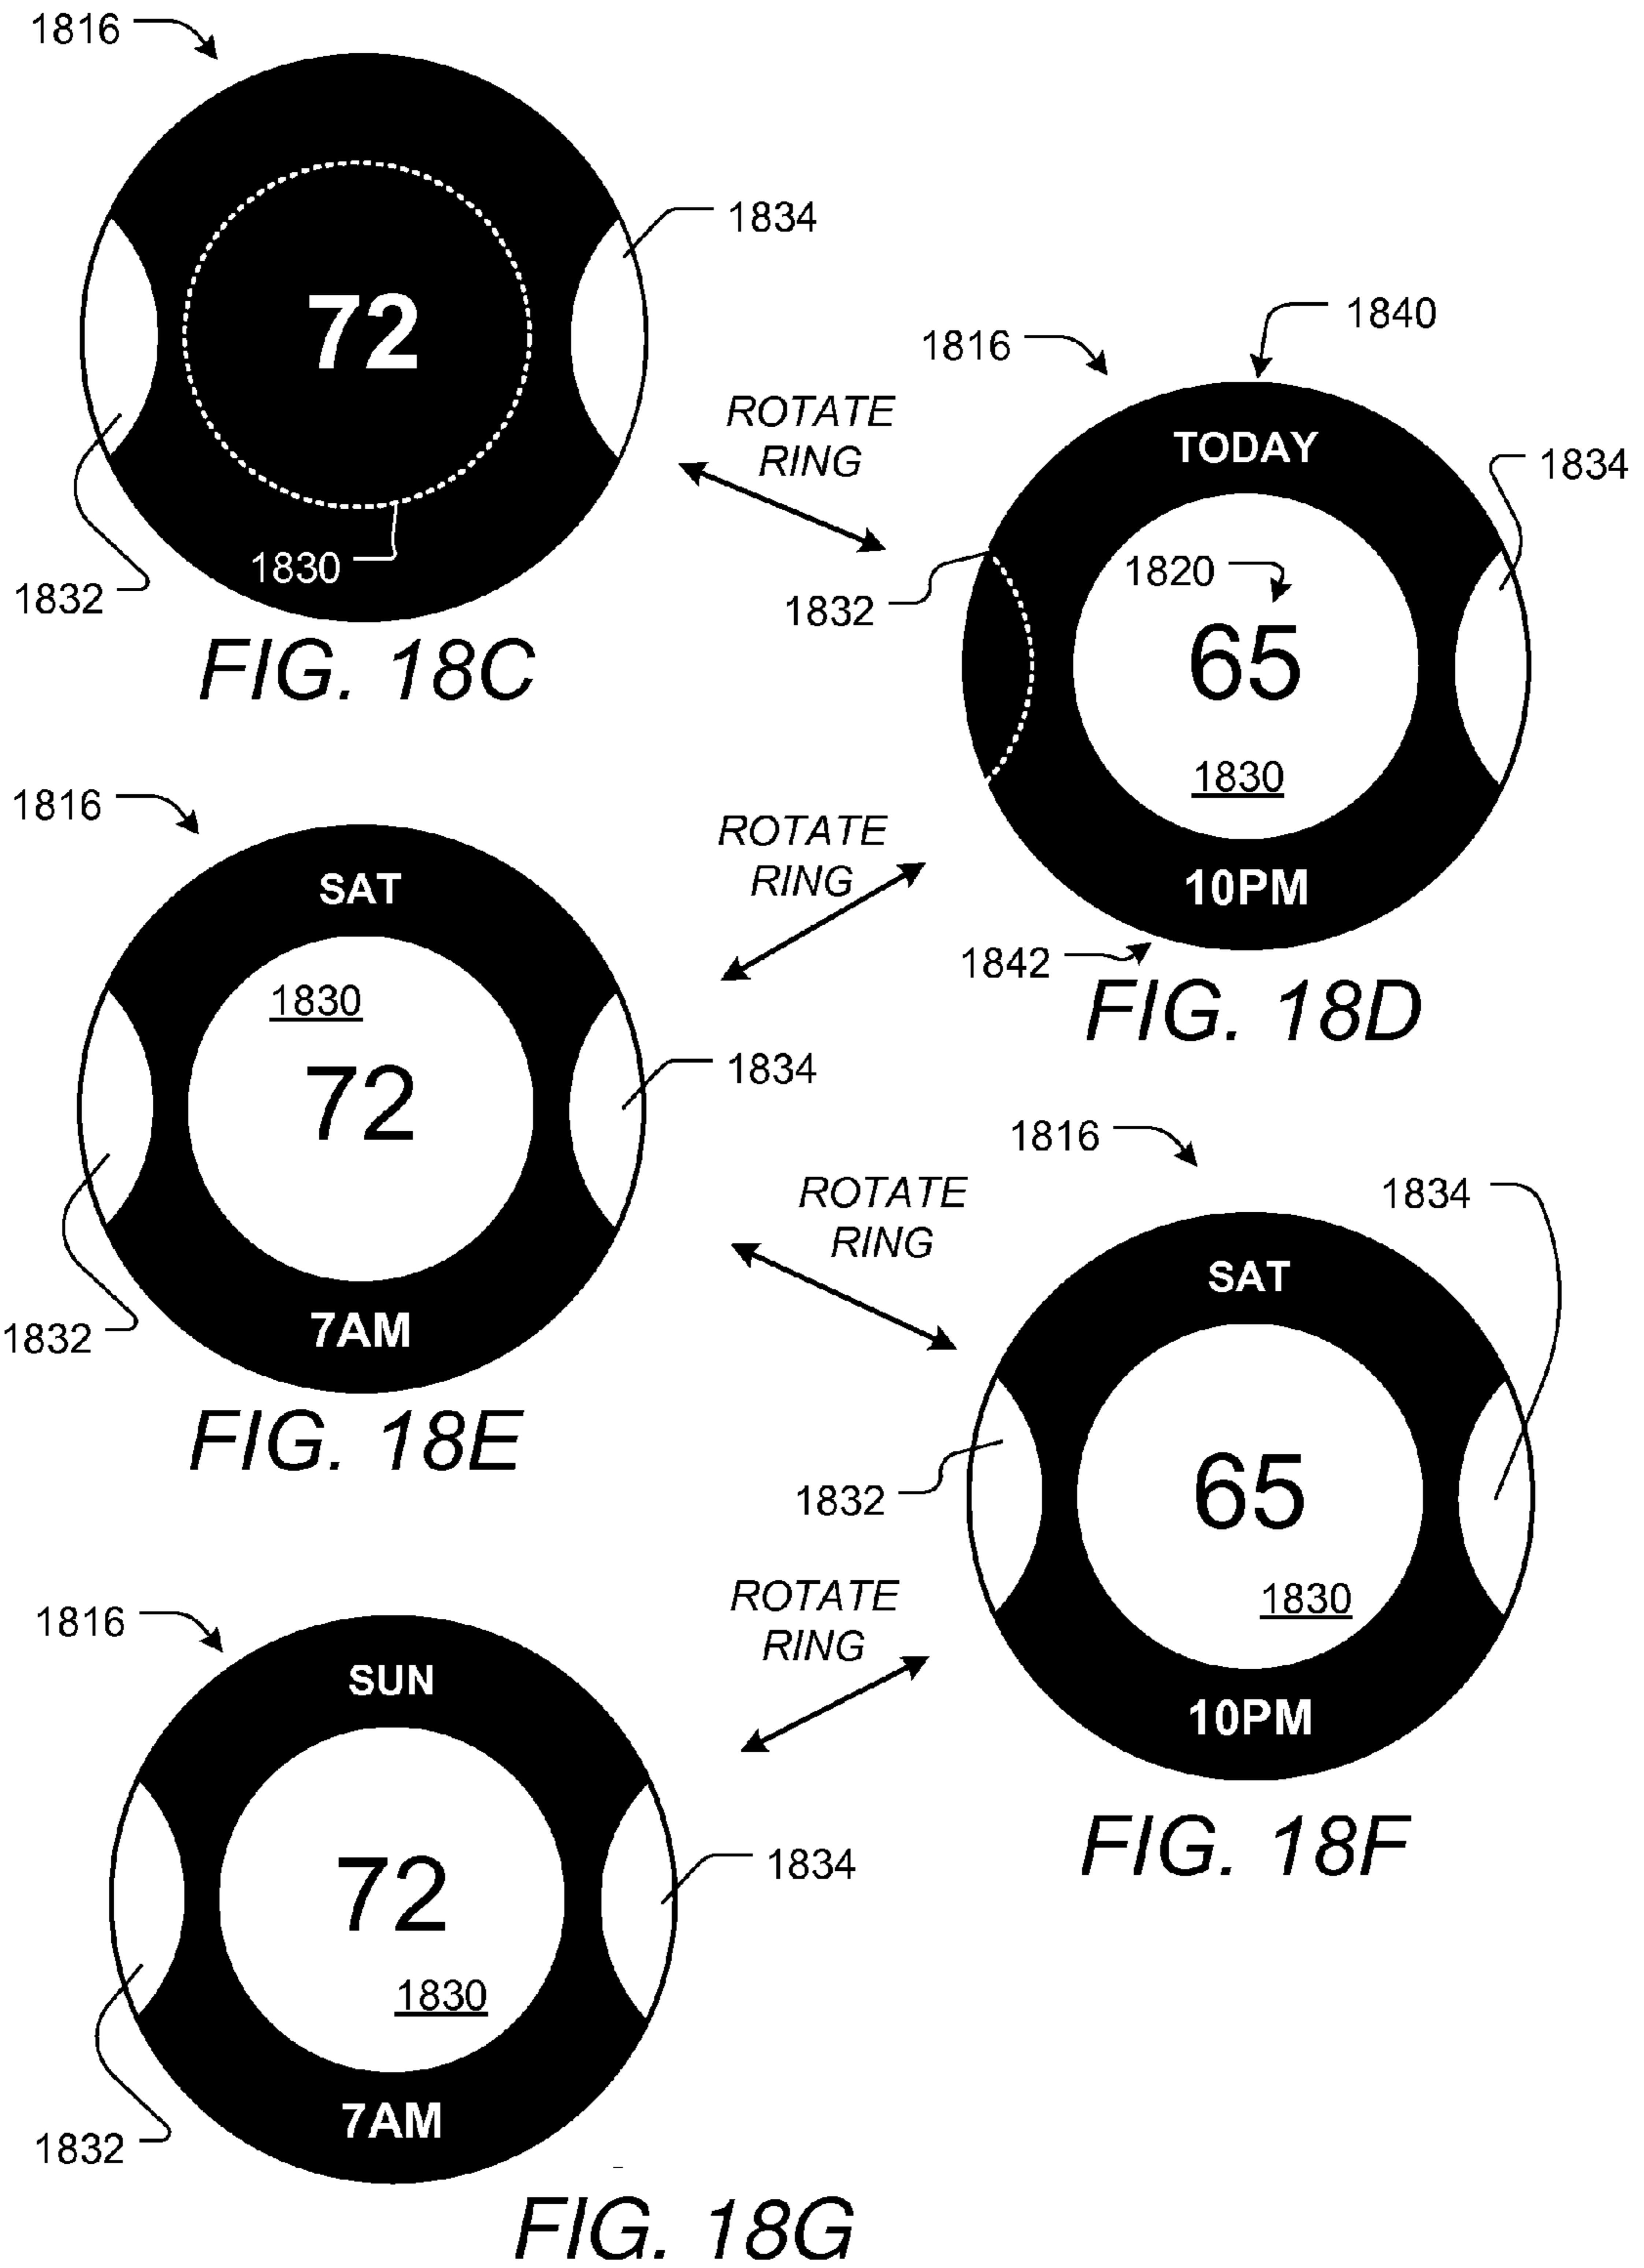 1816
1834
72
1830
1832
FIG. 18C
ROTATE
RING
1816
1840
TODAY
1834
1820
1832
65
1830
10PM
1842
FIG. 18D
ROTATE
RING
1816
SAT
1830
1834
72
1832
7AM
FIG. 18E
ROTATE
RING
1816
1834
SAT
1832
65
1830
10PM
FIG. 18F
ROTATE
RING
1816
SUN
1834
72
1830
7AM
1832
FIG. 18G